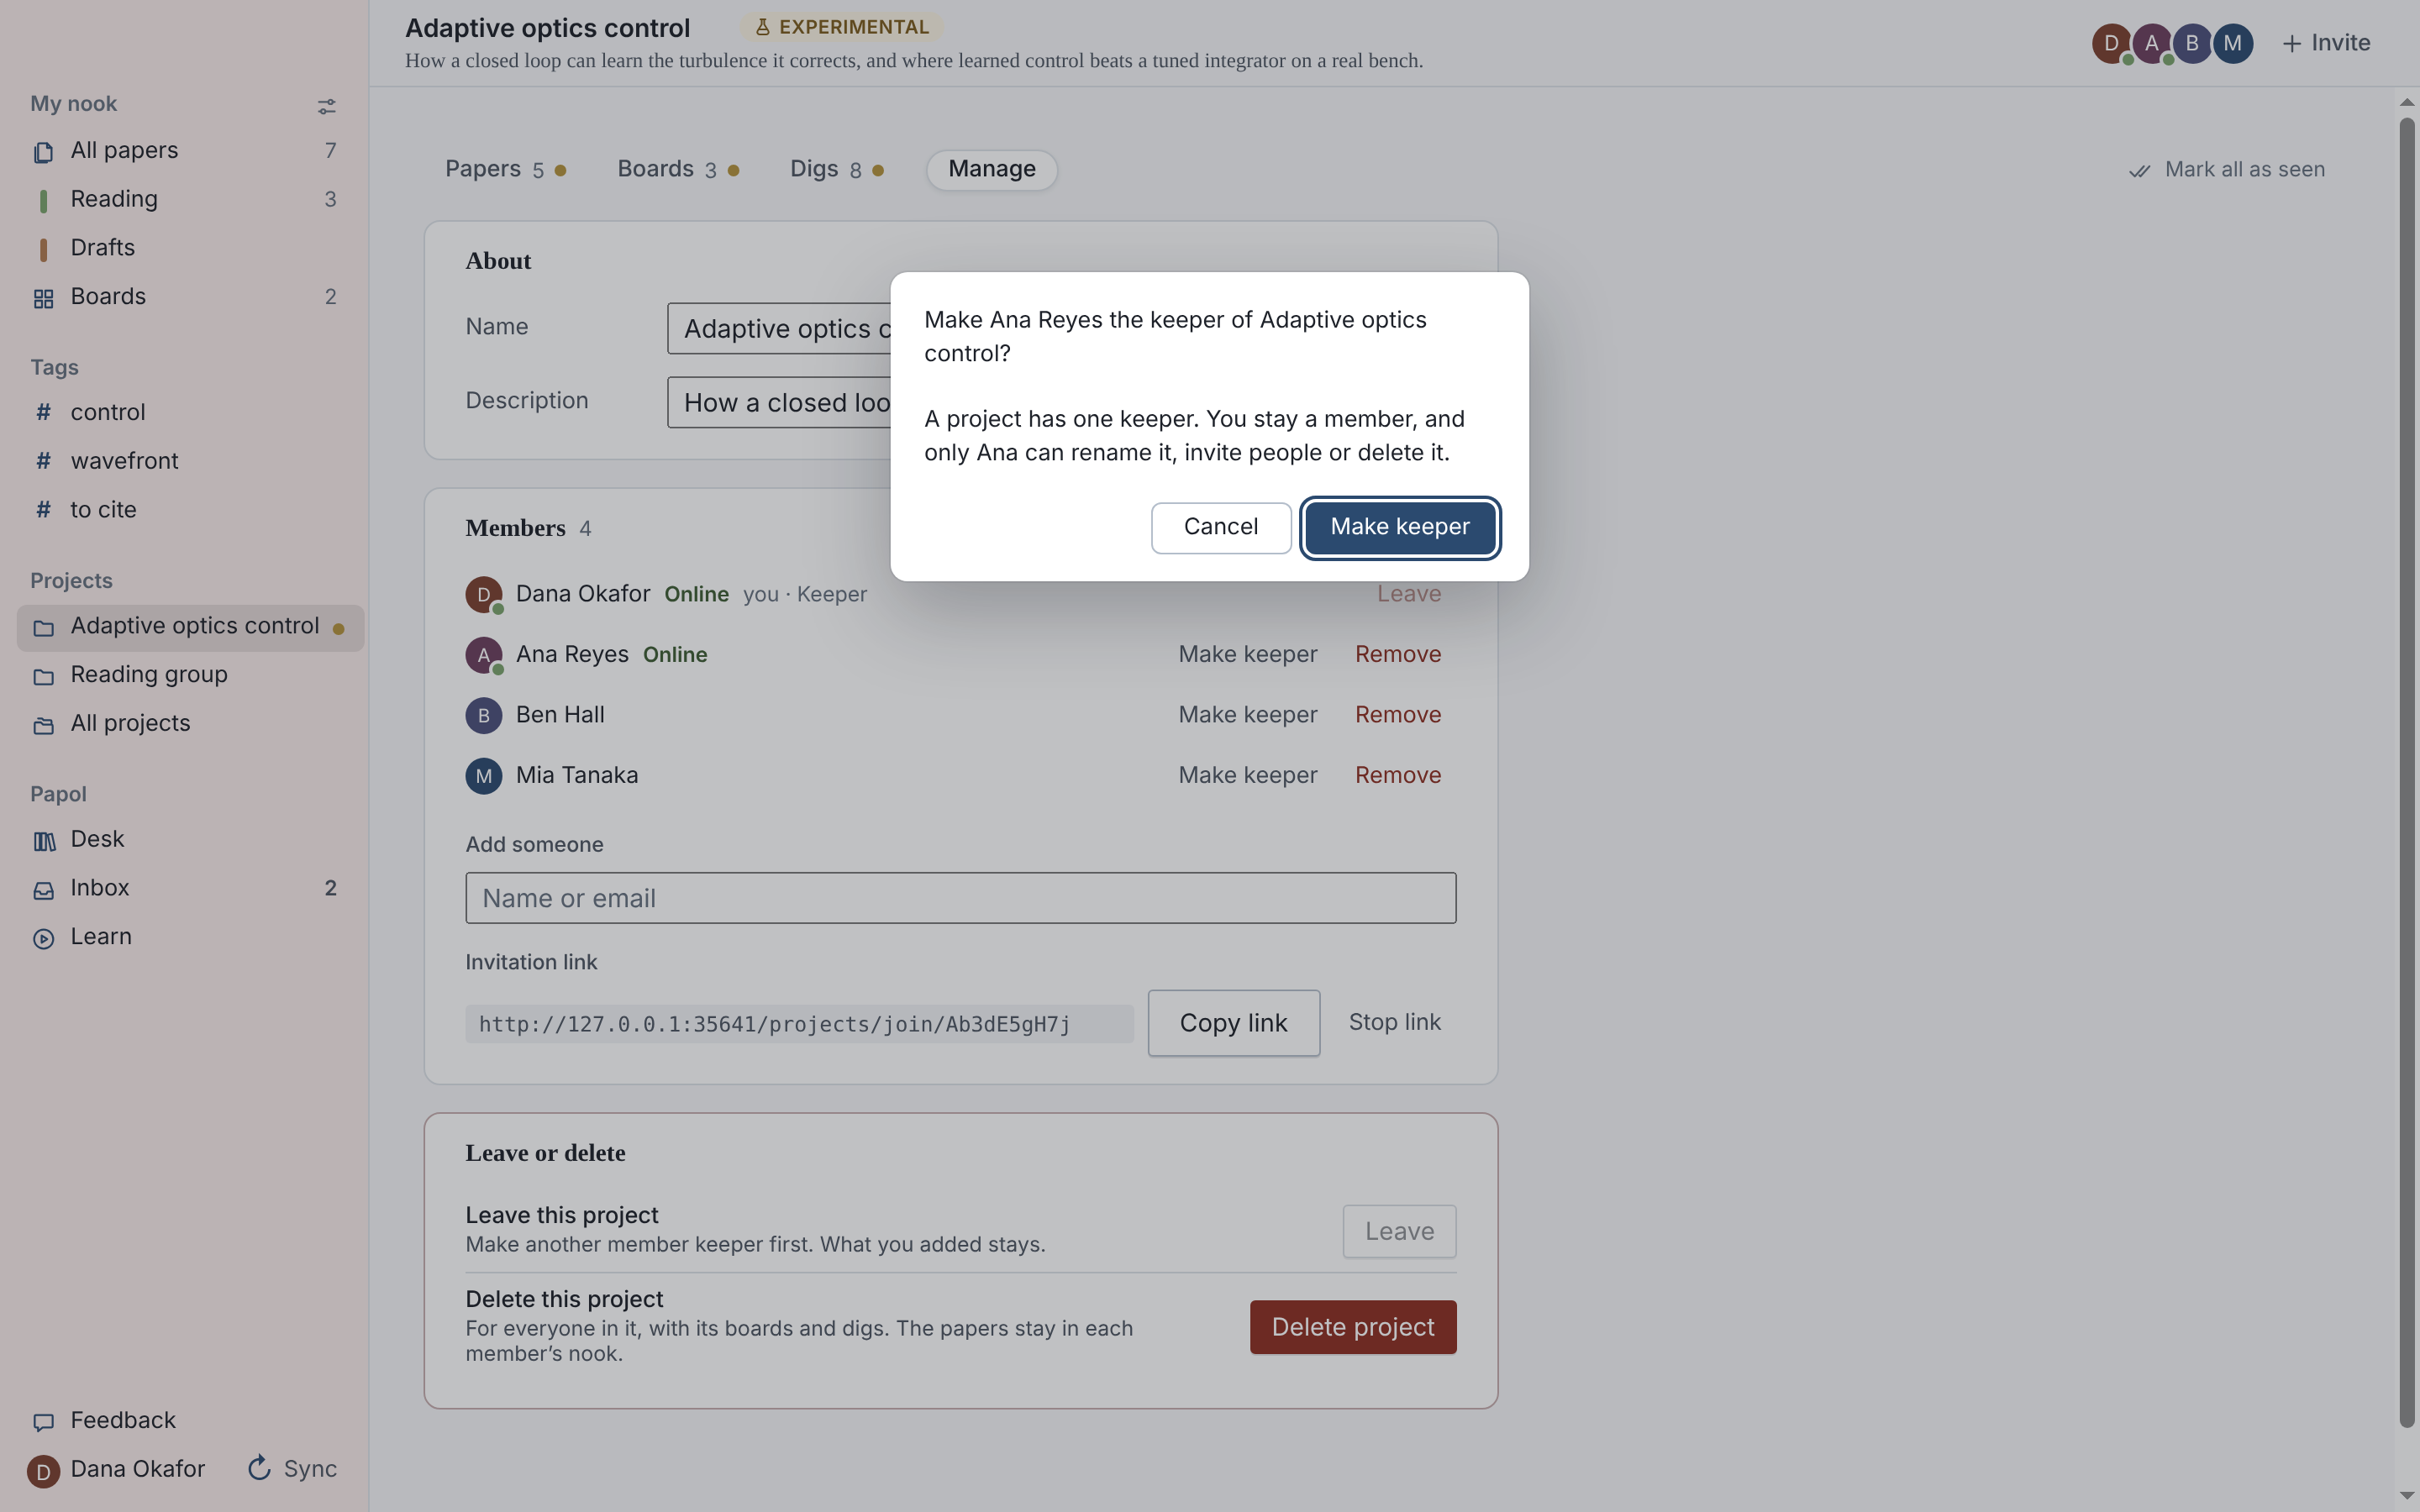 Adaptive optics control
EXPERIMENTAL
How a closed loop can learn the turbulence it corrects, and where learned control beats a tuned integrator on a real bench.
D A B M
Invite
My nook
All papers 7
Reading 3
Drafts
Boards 2
Tags
# control
# wavefront
# to cite
Projects
Adaptive optics control
Reading group
All projects
Papol
Desk
Inbox 2
Learn
Feedback
D Dana Okafor Sync
Papers 5 Boards 3 Digs 8 Manage
Mark all as seen
About
Name
Adaptive optics c
Description
How a closed loo
Make Ana Reyes the keeper of Adaptive optics
control?
A project has one keeper. You stay a member, and
only Ana can rename it, invite people or delete it.
Cancel Make keeper
Members 4
D Dana Okafor Online you · Keeper Leave
A Ana Reyes Online Make keeper Remove
B Ben Hall Make keeper Remove
M Mia Tanaka Make keeper Remove
Add someone
Name or email
Invitation link
http://127.0.0.1:35641/projects/join/Ab3dE5gH7j Copy link Stop link
Leave or delete
Leave this project
Make another member keeper first. What you added stays.
Leave
Delete this project
For everyone in it, with its boards and digs. The papers stay in each
member’s nook.
Delete project